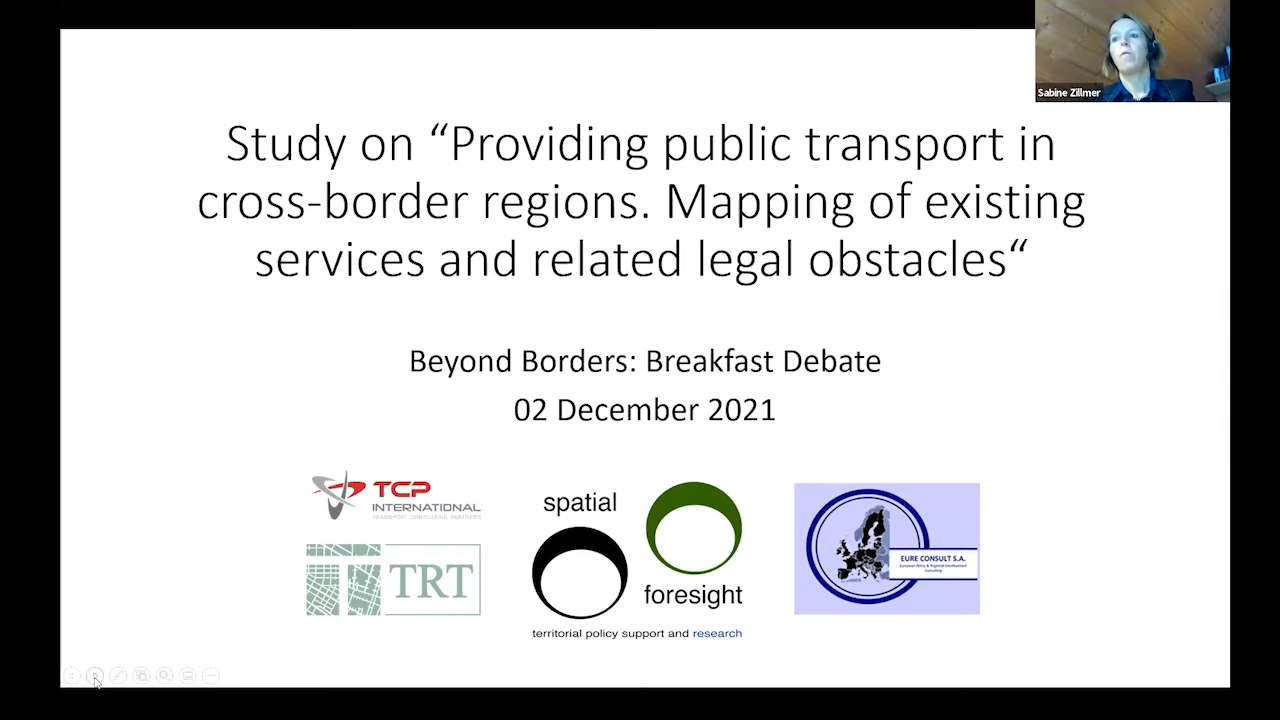 Sabine Zillmer
Study on “Providing public transport in
cross-border regions. Mapping of existing
services and related legal obstacles“
Beyond Borders: Breakfast Debate
02 December 2021
TCP
INTERNATIONAL
TRANSPORT CONSULTING PARTNERS
TRT
spatial
foresight
territorial policy support and research
EURE CONSULT S.A.
European Policy & Regional Development
Consulting